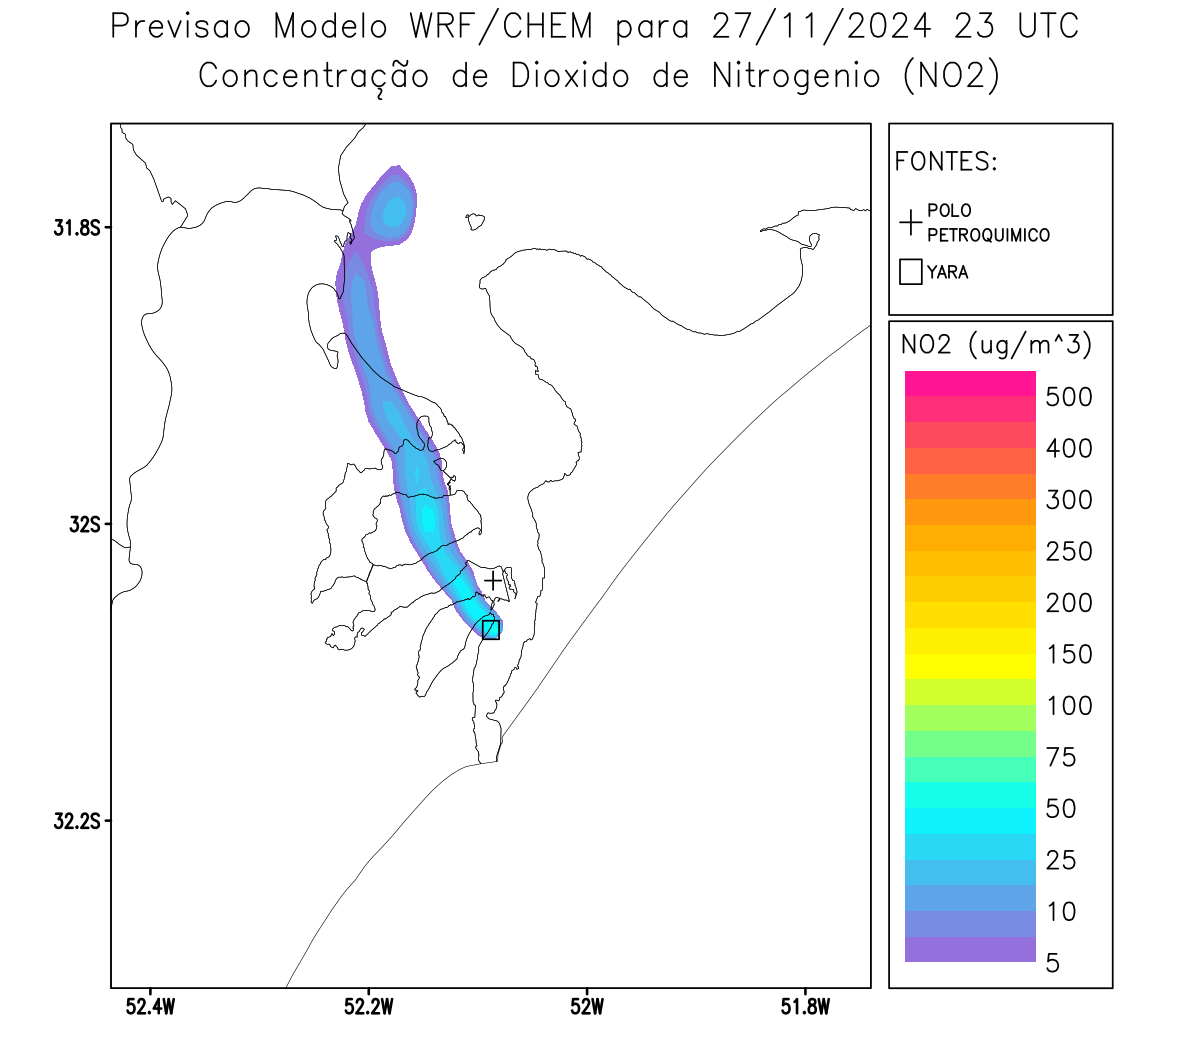 Previsao Modelo WRF/CHEM para 27/11/2024 23 UTC
Concentração de Dioxido de Nitrogenio (NO2)
FONTES:
POLO
PETROQUIMICO
YARA
NO2 (ug/m^3)
500
400
300
250
200
150
100
75
50
25
10
5
31.8S
32S
32.2S
52.4W
52.2W
52W
51.8W